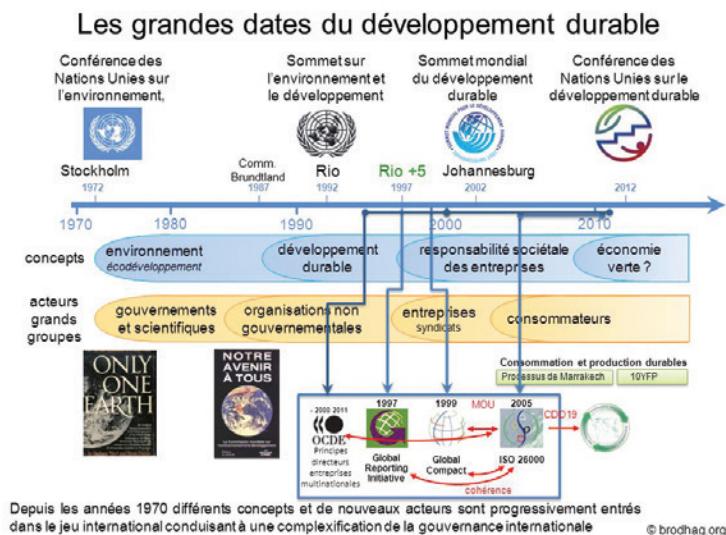 Les grandes dates du développement durable
Conférence des
Nations Unies sur
l'environnement,
Sommet sur
l'environnement et
le développement
Sommet mondial
du développement
durable
Conférence des
Nations Unies sur le
développement durable
Stockholm
Comm.
Brundtland
Rio
Rio +5
Johannesburg
1972
1987
1992
1997
2002
2012
1970
1980
1990
2000
2010
concepts
environnement
écodéveloppement
développement
durable
responsabilité sociétale
des entreprises
économie
verte ?
acteurs
grands
groupes
gouvernements
et scientifiques
organisations non
gouvernementales
entreprises
syndicats
consommateurs
ONLY
ONE
EARTH
NOTRE
AVENIR
À TOUS
Consommation et production durables
Processus de Marrakech
10YFP
- 2000 2011
OCDE
Principes
directeurs
entreprises
multinationales
1997
Global
Reporting
Initiative
1999
Global
Compact
MOU
2005
ISO 26000
CDD19
cohérence
Depuis les années 1970 différents concepts et de nouveaux acteurs sont progressivement entrés
dans le jeu international conduisant à une complexification de la gouvernance internationale
© brodhag.org